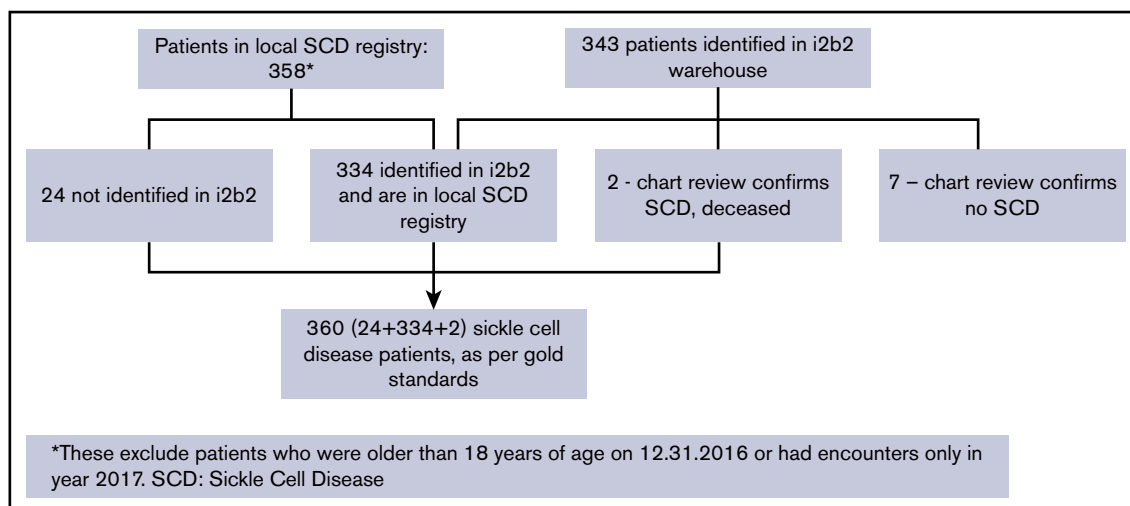 Patients in local SCD registry:
358*
343 patients identified in i2b2
warehouse
24 not identified in i2b2
334 identified in i2b2
and are in local SCD
registry
2 - chart review confirms
SCD, deceased
7 – chart review confirms
no SCD
360 (24+334+2) sickle cell
disease patients, as per gold
standards
*These exclude patients who were older than 18 years of age on 12.31.2016 or had encounters only in
year 2017. SCD: Sickle Cell Disease